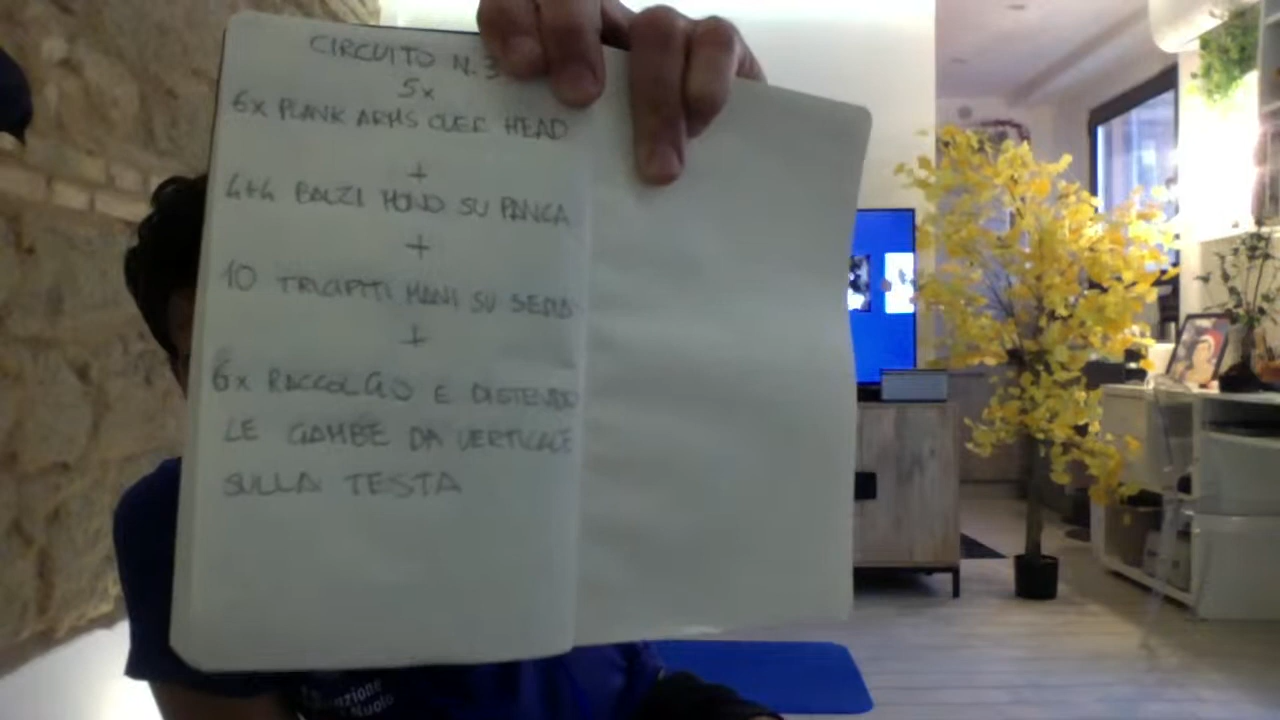 CIRCUITO N. 3
5x
6x PLANK ARMS OVER HEAD
+
4+4 BALZI MONO SU PANCA
+
10 TRICIPITI MANI SU SEDIA
+
6x RACCOLGO E DISTENDO
LE GAMBE DA VERTICALE
SULLA TESTA
Nuoto